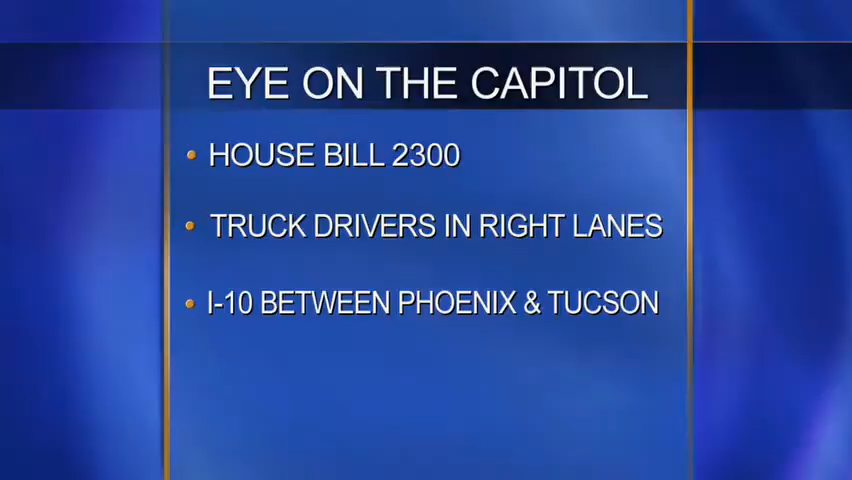 EYE ON THE CAPITOL
• HOUSE BILL 2300
• TRUCK DRIVERS IN RIGHT LANES
• I-10 BETWEEN PHOENIX & TUCSON